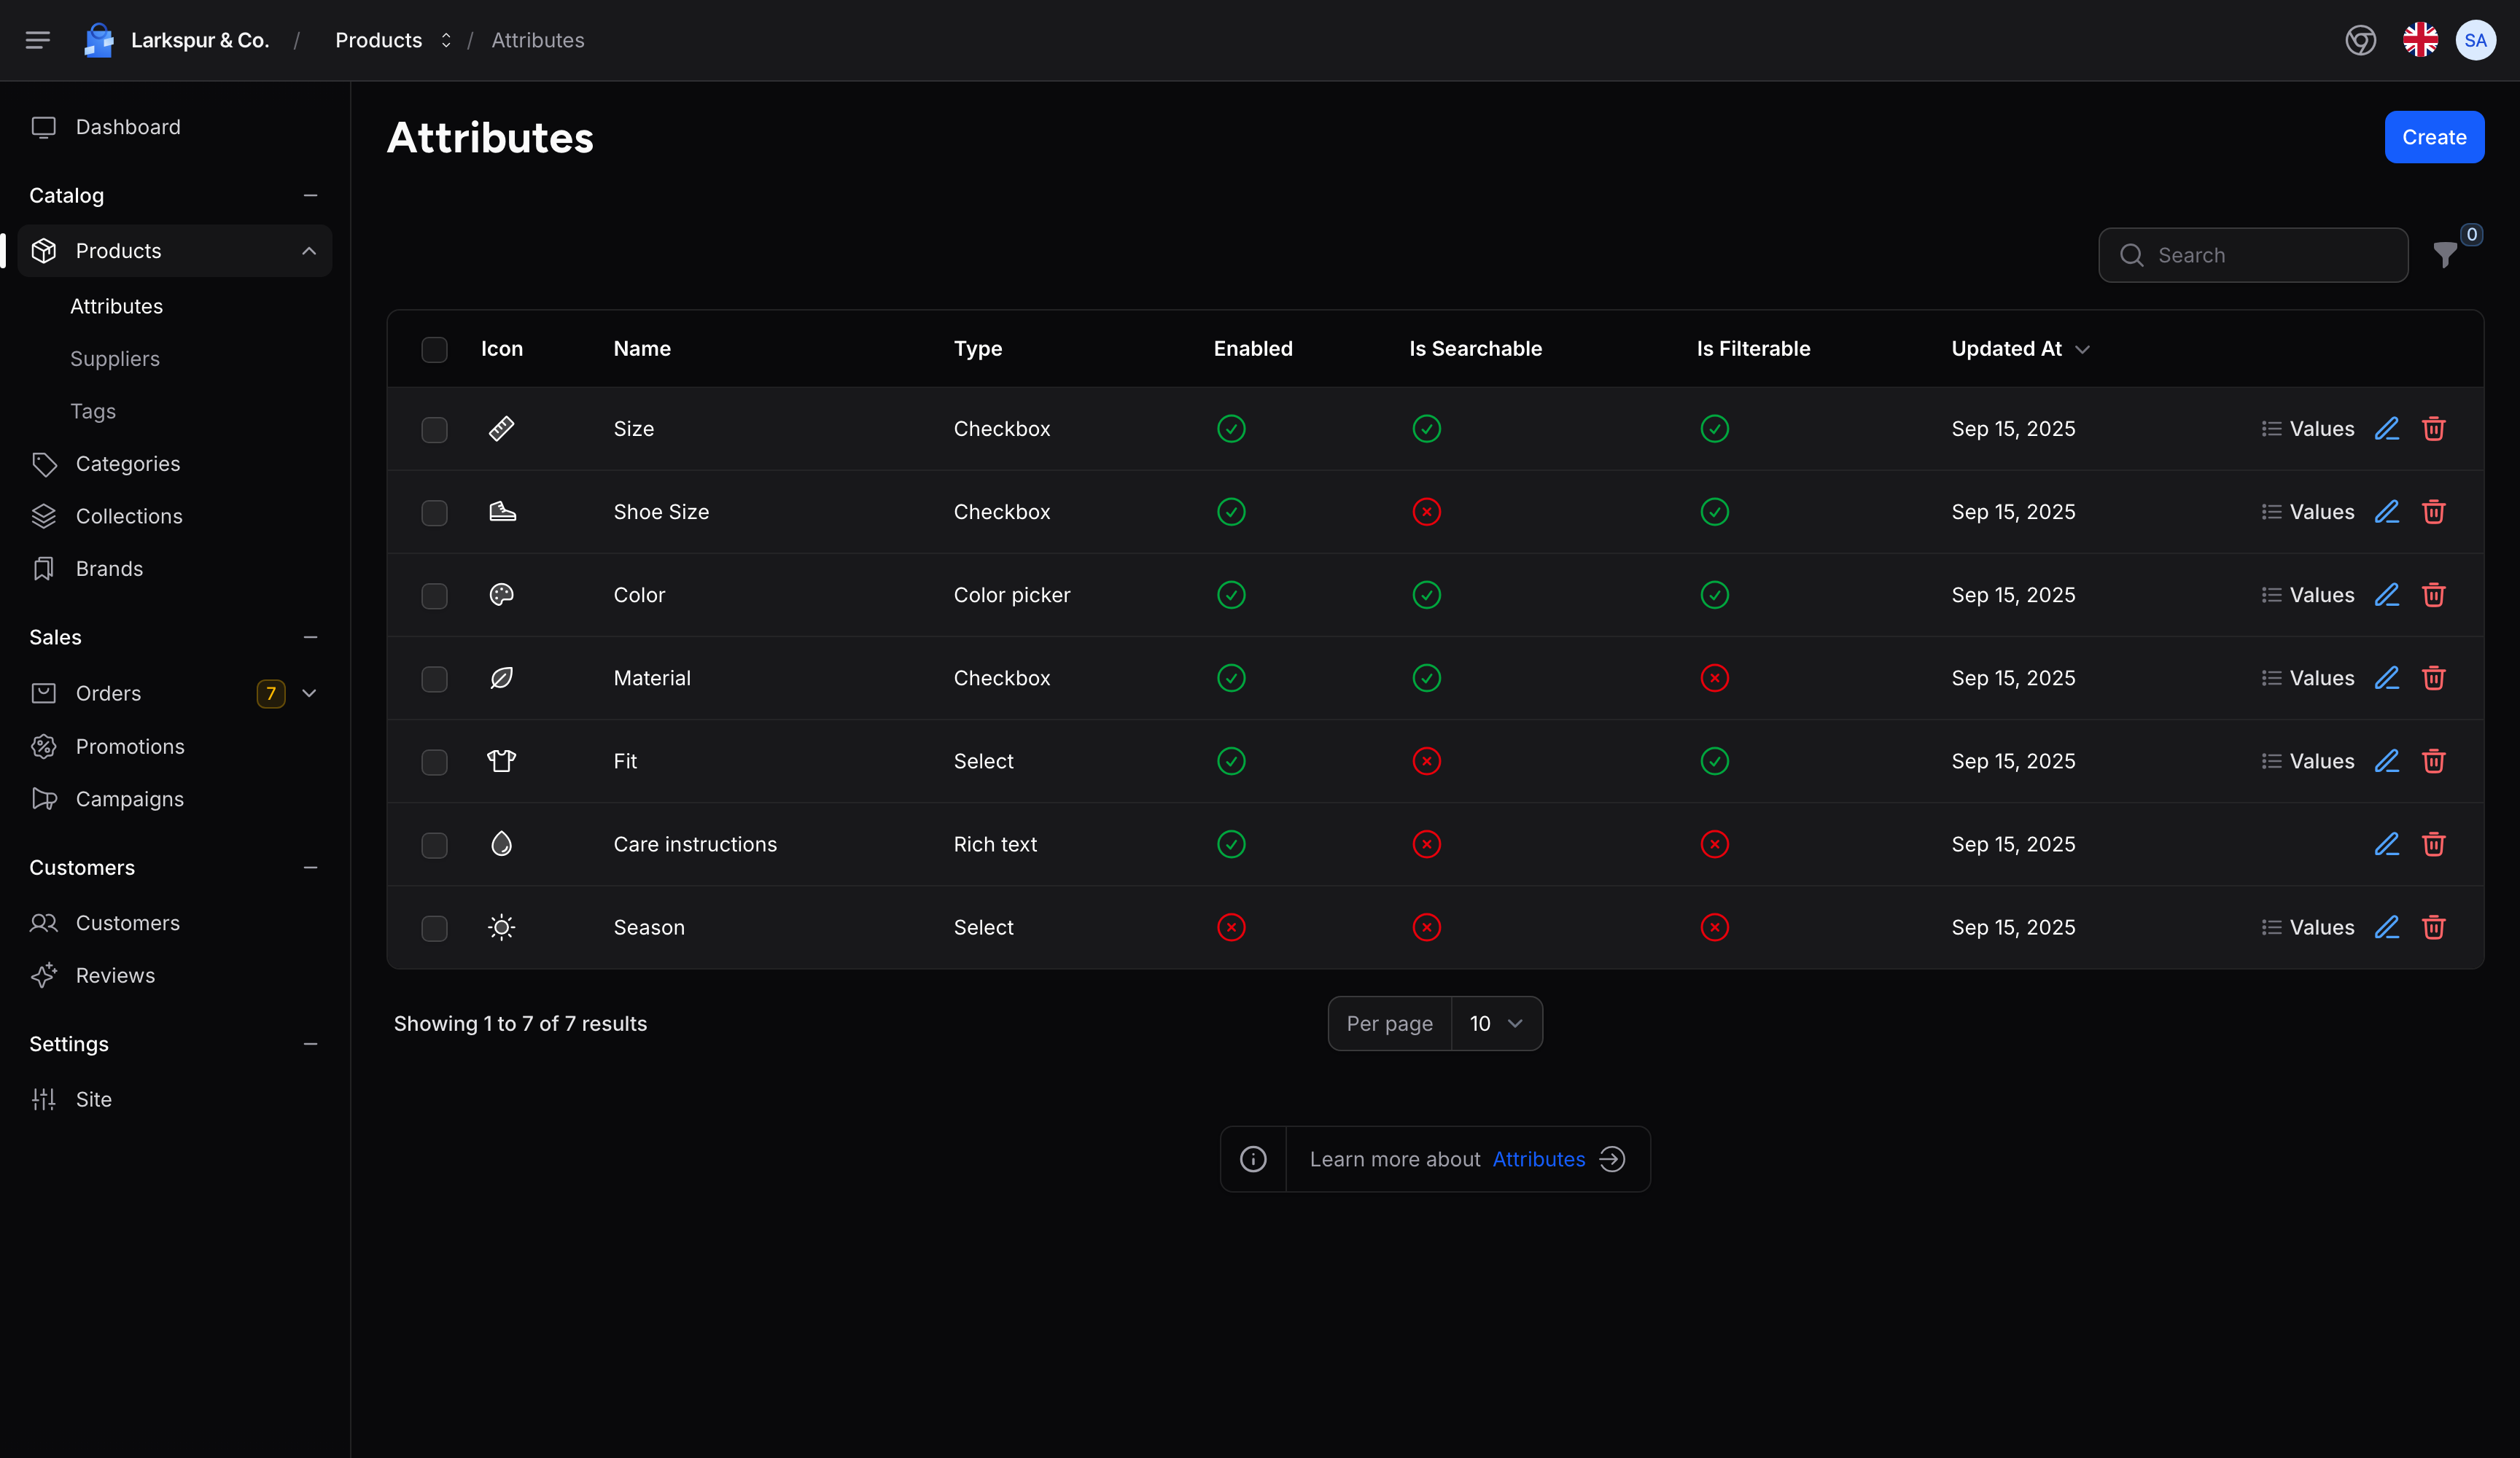 Larkspur & Co. / Products / Attributes
SA
Dashboard
Catalog
Products
Attributes
Suppliers
Tags
Categories
Collections
Brands
Sales
Orders 7
Promotions
Campaigns
Customers
Customers
Reviews
Settings
Site
Attributes
Create
Search
0
Icon Name Type Enabled Is Searchable Is Filterable Updated At
Size Checkbox Sep 15, 2025 Values
Shoe Size Checkbox Sep 15, 2025 Values
Color Color picker Sep 15, 2025 Values
Material Checkbox Sep 15, 2025 Values
Fit Select Sep 15, 2025 Values
Care instructions Rich text Sep 15, 2025
Season Select Sep 15, 2025 Values
Showing 1 to 7 of 7 results
Per page 10
Learn more about Attributes